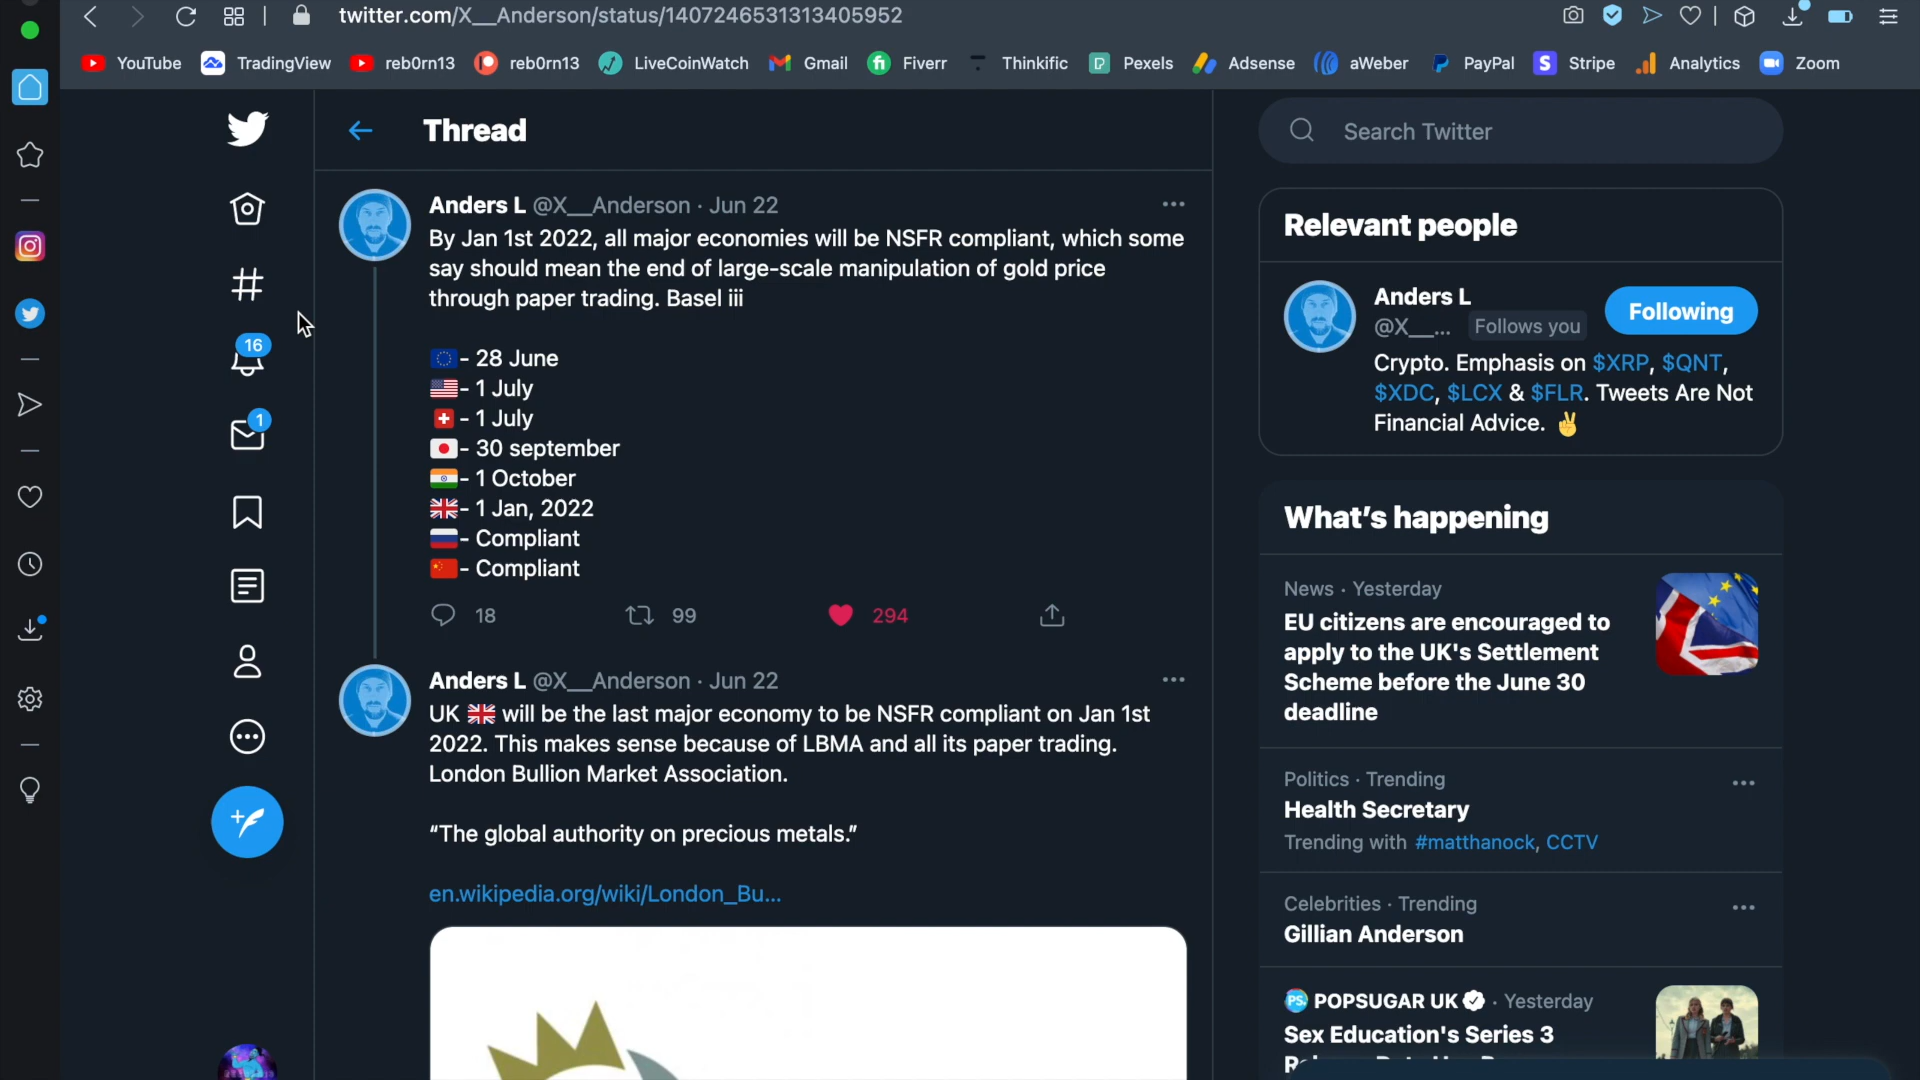 twitter.com/X__Anderson/status/1407246531313405952
YouTube TradingView reb0rn13 reb0rn13 LiveCoinWatch Gmail Fiverr Thinkific Pexels Adsense aWeber PayPal Stripe Analytics Zoom
Thread
Anders L @X__Anderson · Jun 22
By Jan 1st 2022, all major economies will be NSFR compliant, which some
say should mean the end of large-scale manipulation of gold price
through paper trading. Basel iii
🇪🇺- 28 June
🇺🇸- 1 July
🇨🇭- 1 July
🇯🇵- 30 september
🇮🇳- 1 October
🇬🇧- 1 Jan, 2022
🇷🇺- Compliant
🇨🇳- Compliant
18 99 294
Anders L @X__Anderson · Jun 22
UK 🇬🇧 will be the last major economy to be NSFR compliant on Jan 1st
2022. This makes sense because of LBMA and all its paper trading.
London Bullion Market Association.
“The global authority on precious metals.”
en.wikipedia.org/wiki/London_Bu...
16
1
Search Twitter
Relevant people
Anders L
@X__... Follows you
Following
Crypto. Emphasis on $XRP, $QNT,
$XDC, $LCX & $FLR. Tweets Are Not
Financial Advice. ✌️
What’s happening
News · Yesterday
EU citizens are encouraged to
apply to the UK's Settlement
Scheme before the June 30
deadline
Politics · Trending
Health Secretary
Trending with #matthanock, CCTV
Celebrities · Trending
Gillian Anderson
PS. POPSUGAR UK · Yesterday
Sex Education's Series 3